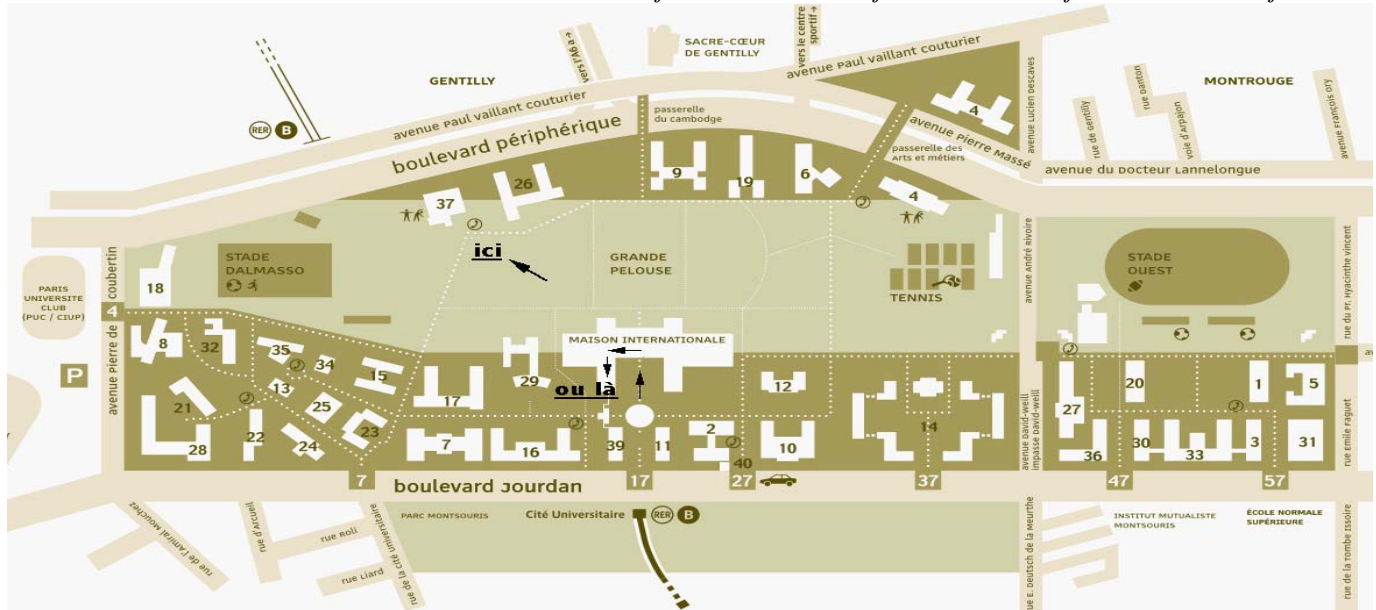 SACRE-CŒUR
DE GENTILLY
vers l'A6a →
vers le centre
sportif →
avenue Paul vaillant couturier
GENTILLY
MONTROUGE
RER B
avenue Paul vaillant couturier
boulevard périphérique
passerelle
du cambodge
avenue Pierre Massé
passerelle des
Arts et métiers
avenue Lucien Descaves
rue de Gentilly
rue Danton
voie d'Arpajon
avenue François Ory
avenue du Docteur Lannelongue
4
9
19
6
4
26
37
ici
STADE
DALMASSO
GRANDE
PELOUSE
TENNIS
STADE
OUEST
avenue André Rivoire
rue du Pr. Hyacinthe vincent
PARIS
UNIVERSITE
CLUB
(PUC / CIUP)
18
4
avenue Pierre de coubertin
P
MAISON INTERNATIONALE
ou là
8
32
35
34
15
13
25
21
23
28
22
24
17
29
7
16
39
11
2
40
12
10
14
27
20
1
5
36
30
33
3
31
avenue David-weill
impasse David-weill
rue Emile Faguet
7
17
27
37
47
57
boulevard Jourdan
PARC MONTSOURIS
Cité Universitaire
RER B
INSTITUT MUTUALISTE
MONTSOURIS
ÉCOLE NORMALE
SUPÉRIEURE
rue de l'Amiral Mouchez
rue d'Arcueil
rue Roli
rue Liard
rue de la cité universitaire
rue E. Deutsch de la Meurthe
rue de la Tombe Issoire